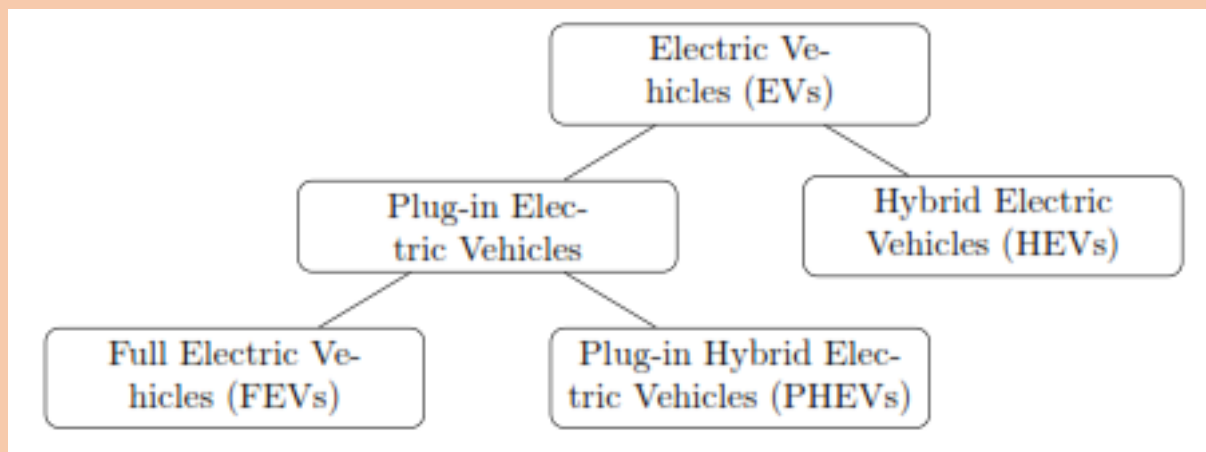 Electric Ve-
hicles (EVs)
Plug-in Elec-
tric Vehicles
Hybrid Electric
Vehicles (HEVs)
Full Electric Ve-
hicles (FEVs)
Plug-in Hybrid Elec-
tric Vehicles (PHEVs)